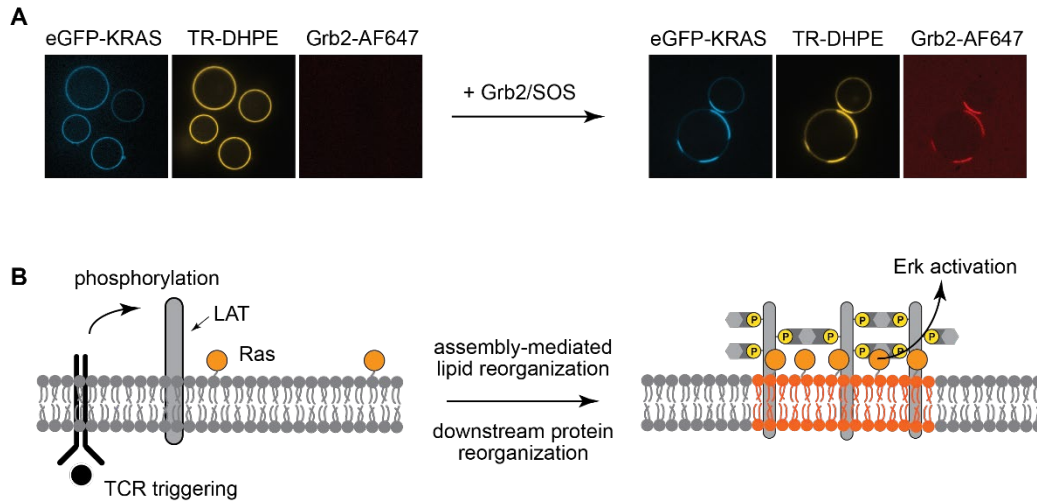 A
eGFP-KRAS TR-DHPE Grb2-AF647
+ Grb2/SOS
eGFP-KRAS TR-DHPE Grb2-AF647
B
phosphorylation
LAT
Ras
TCR triggering
assembly-mediated
lipid reorganization
downstream protein
reorganization
Erk activation
P P P
P P
P P P